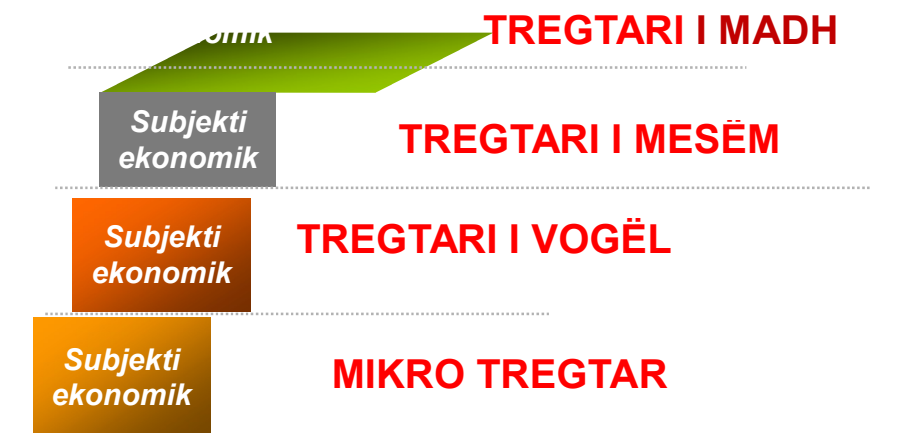 TREGTARI I MADH
Subjekti
ekonomik
TREGTARI I MESËM
Subjekti
ekonomik
TREGTARI I VOGËL
Subjekti
ekonomik
MIKRO TREGTAR